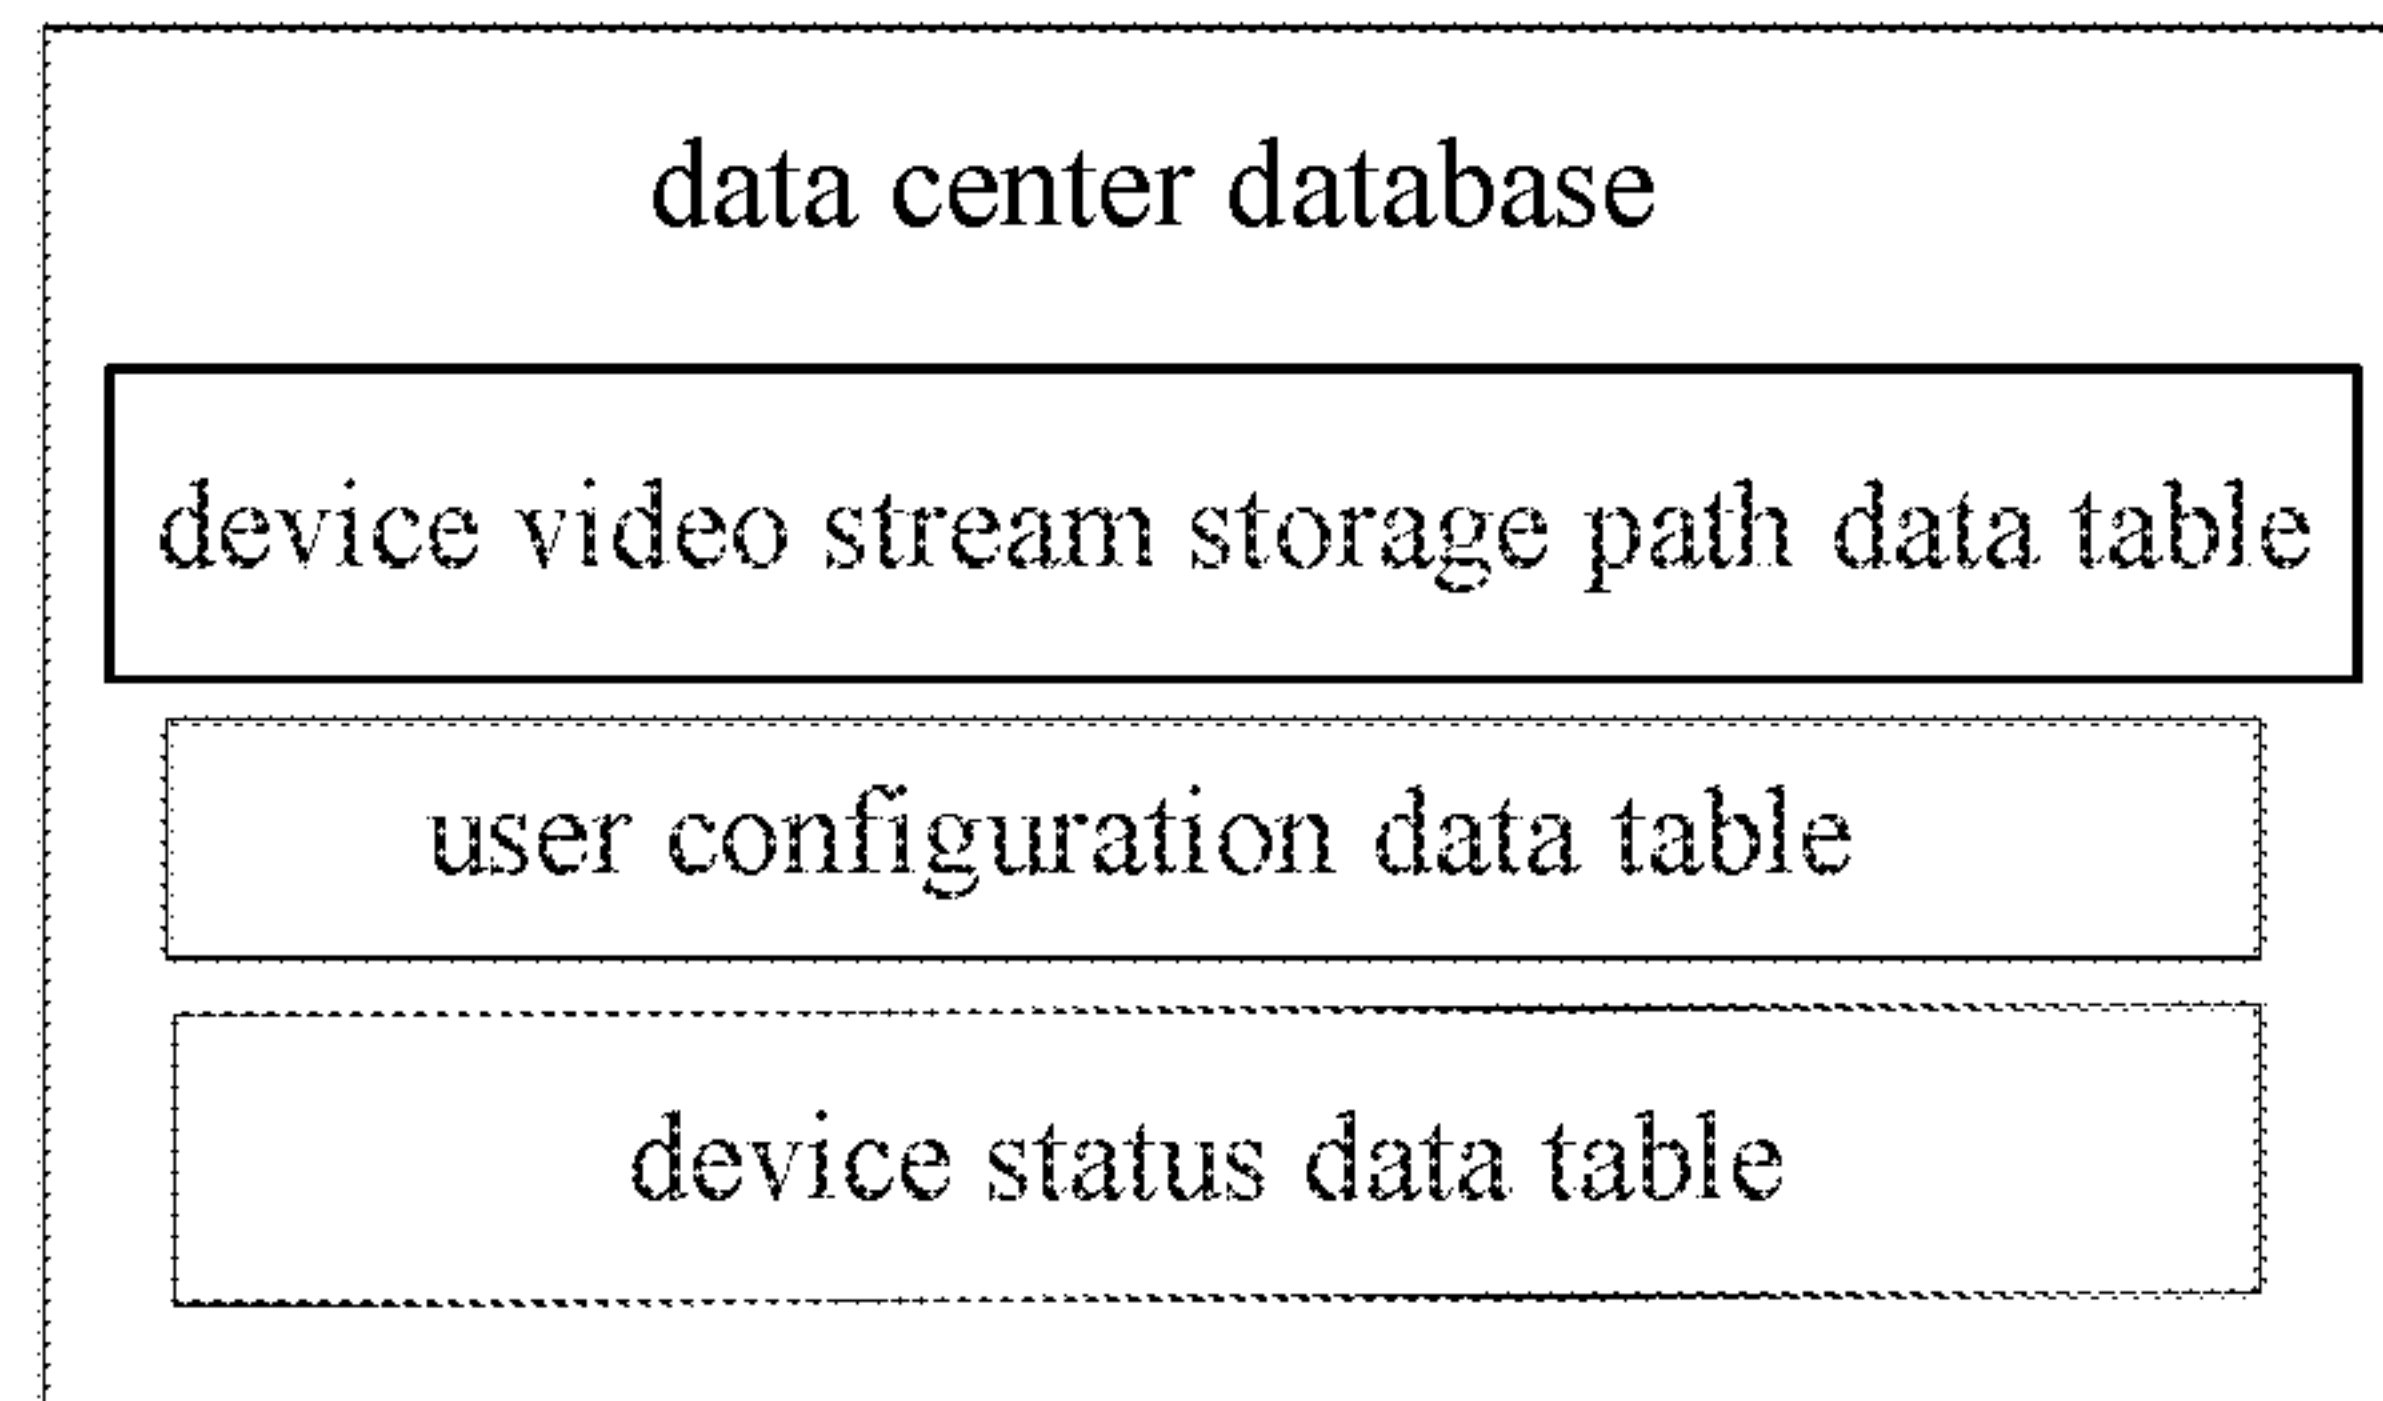 data center database
device video stream storage path data table
user configuration data table
device status data table